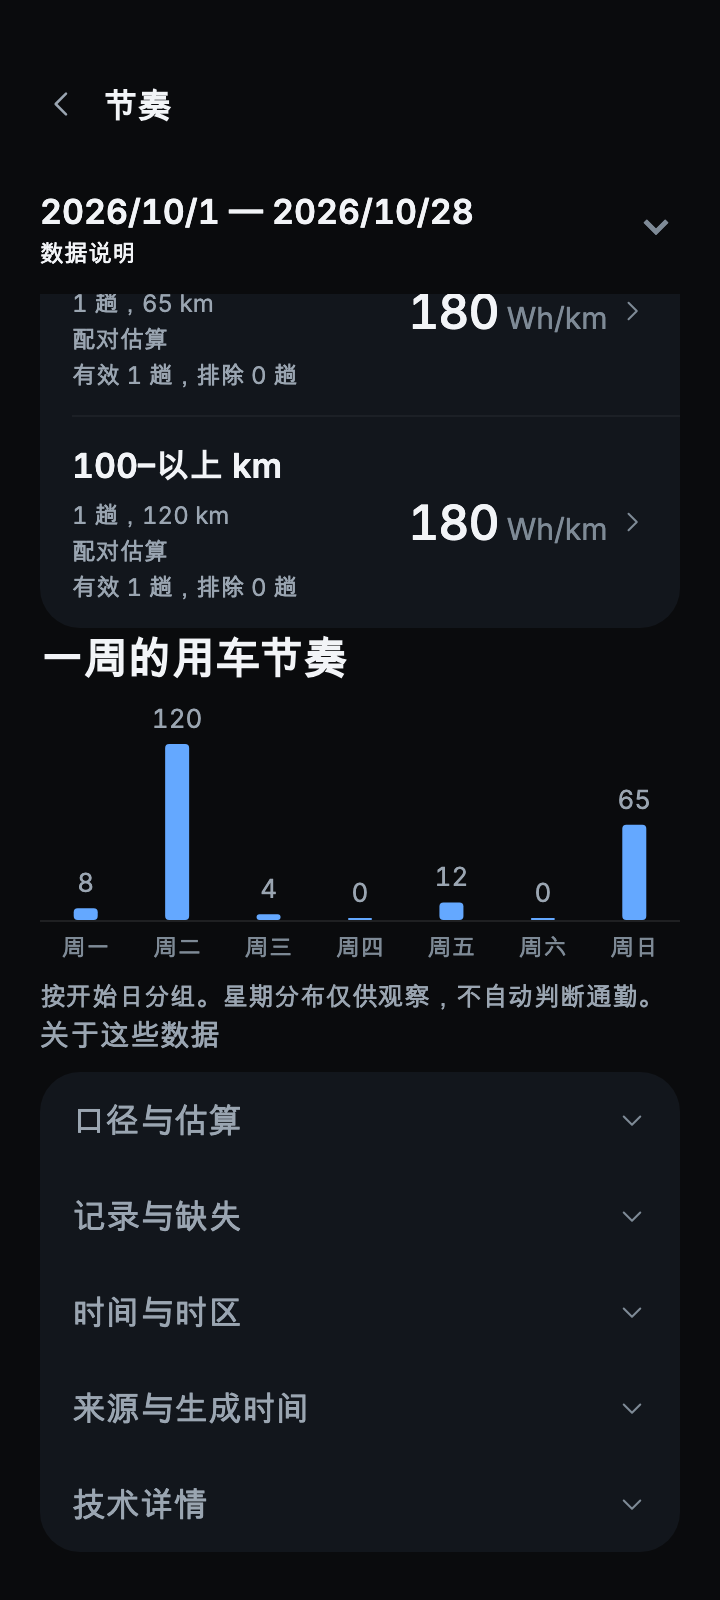 节奏
2026/10/1 — 2026/10/28
数据说明
1 趟，65 km
180 Wh/km
配对估算
有效 1 趟，排除 0 趟
100–以上 km
1 趟，120 km
180 Wh/km
配对估算
有效 1 趟，排除 0 趟
一周的用车节奏
8 120 4 0 12 0 65
周一 周二 周三 周四 周五 周六 周日
按开始日分组。星期分布仅供观察，不自动判断通勤。
关于这些数据
口径与估算
记录与缺失
时间与时区
来源与生成时间
技术详情